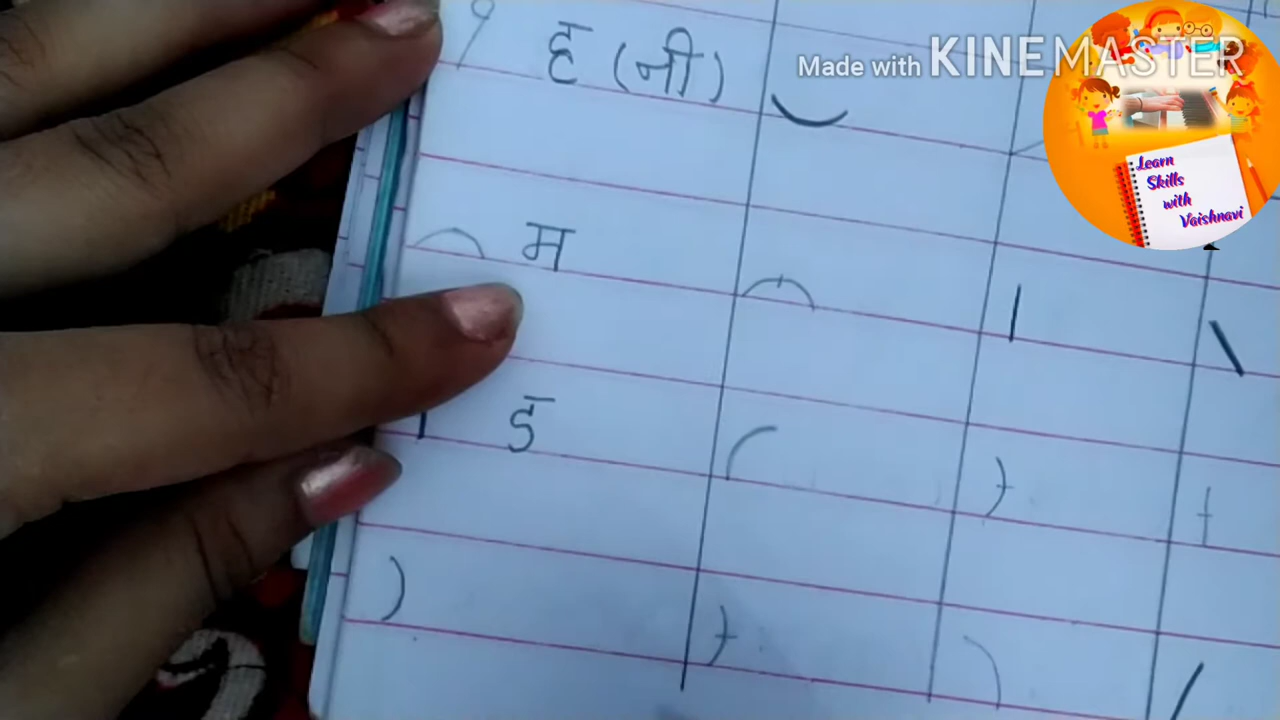 ह (नी)
Made with KINEMASTER
Learn
Skills
with
Vaishnavi
म
ड